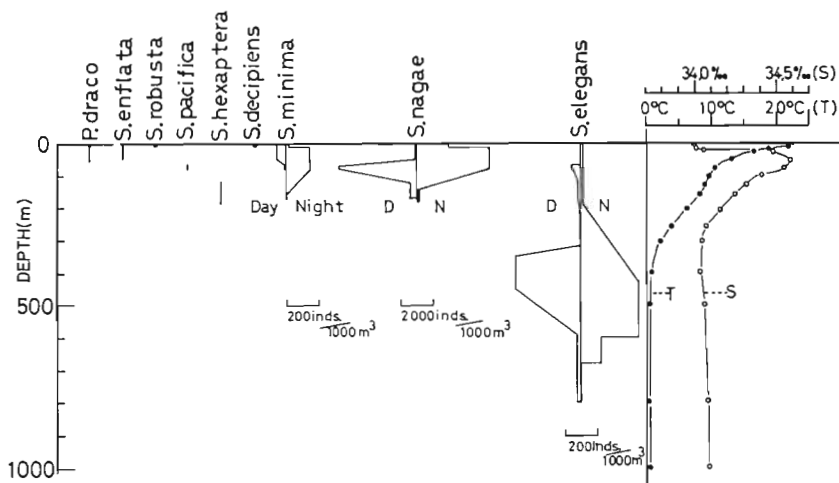 P.draco
S.enflata
S.robusta
S.pacifica
S.hexaptera
S.decipiens
S.minima
S.nagae
S.elegans
34.0‰ 34.5‰(S)
0°C 10°C 20°C (T)
0
500
1000
DEPTH(m)
Day Night
D N
D N
200inds/1000m³
2000inds/1000m³
200inds/1000m³
T S